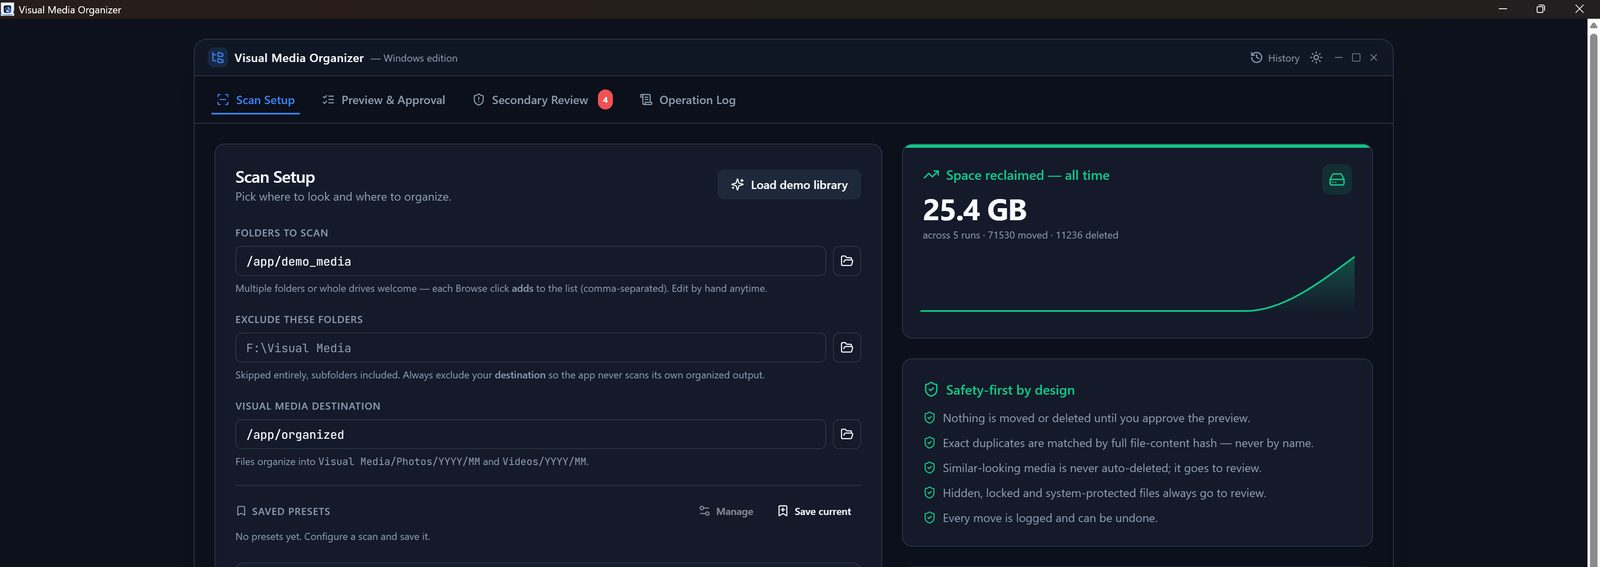 Visual Media Organizer
Visual Media Organizer — Windows edition
History
Scan Setup
Preview & Approval
Secondary Review 4
Operation Log
Scan Setup
Pick where to look and where to organize.
Load demo library
FOLDERS TO SCAN
/app/demo_media
Multiple folders or whole drives welcome — each Browse click adds to the list (comma-separated). Edit by hand anytime.
EXCLUDE THESE FOLDERS
F:\Visual Media
Skipped entirely, subfolders included. Always exclude your destination so the app never scans its own organized output.
VISUAL MEDIA DESTINATION
/app/organized
Files organize into Visual Media/Photos/YYYY/MM and Videos/YYYY/MM.
SAVED PRESETS
Manage
Save current
No presets yet. Configure a scan and save it.
Space reclaimed — all time
25.4 GB
across 5 runs · 71530 moved · 11236 deleted
Safety-first by design
Nothing is moved or deleted until you approve the preview.
Exact duplicates are matched by full file-content hash — never by name.
Similar-looking media is never auto-deleted; it goes to review.
Hidden, locked and system-protected files always go to review.
Every move is logged and can be undone.